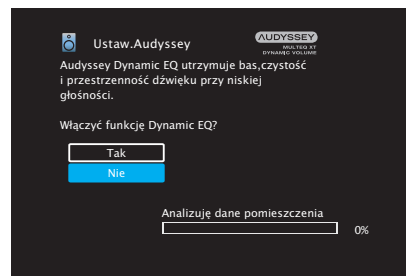 Ustaw.Audyssey
AUDYSSEY
MULTEQ XT
DYNAMIC VOLUME
Audyssey Dynamic EQ utrzymuje bas,czystość
i przestrzenność dźwięku przy niskiej
głośności.
Włączyć funkcję Dynamic EQ?
Tak
Nie
Analizuję dane pomieszczenia
0%